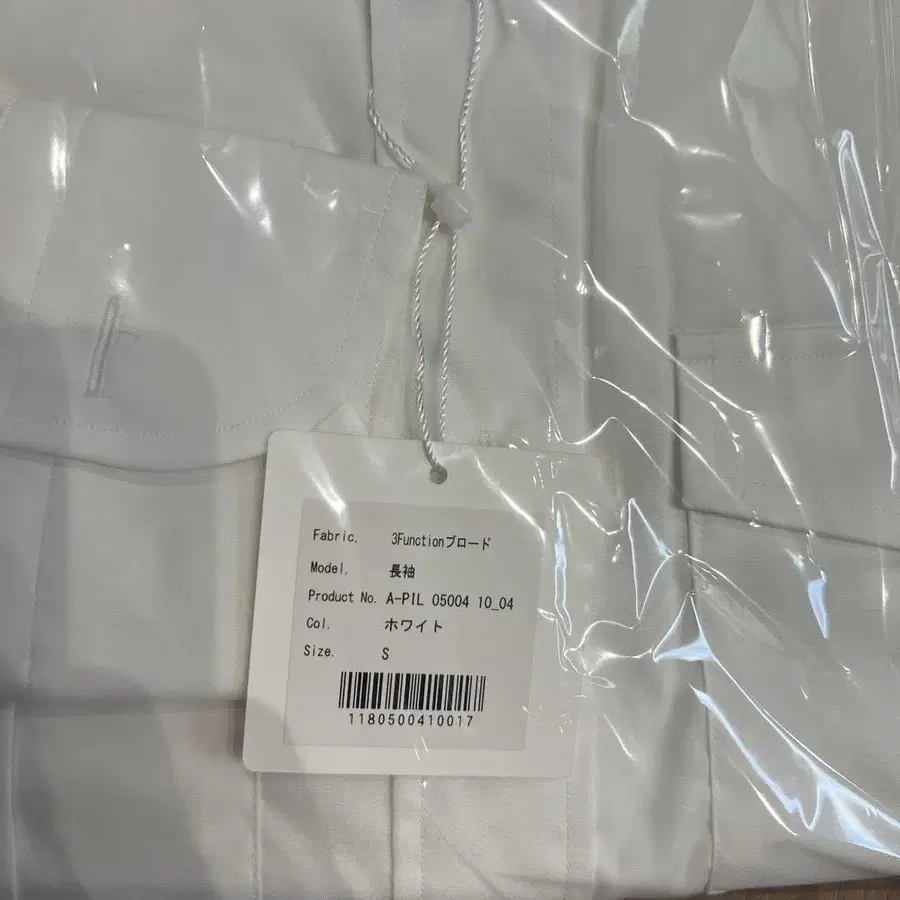 Fabric. 3Functionブロード
Model. 長袖
Product No. A-PIL 05004 10_04
Col. ホワイト
Size. S
1180500410017